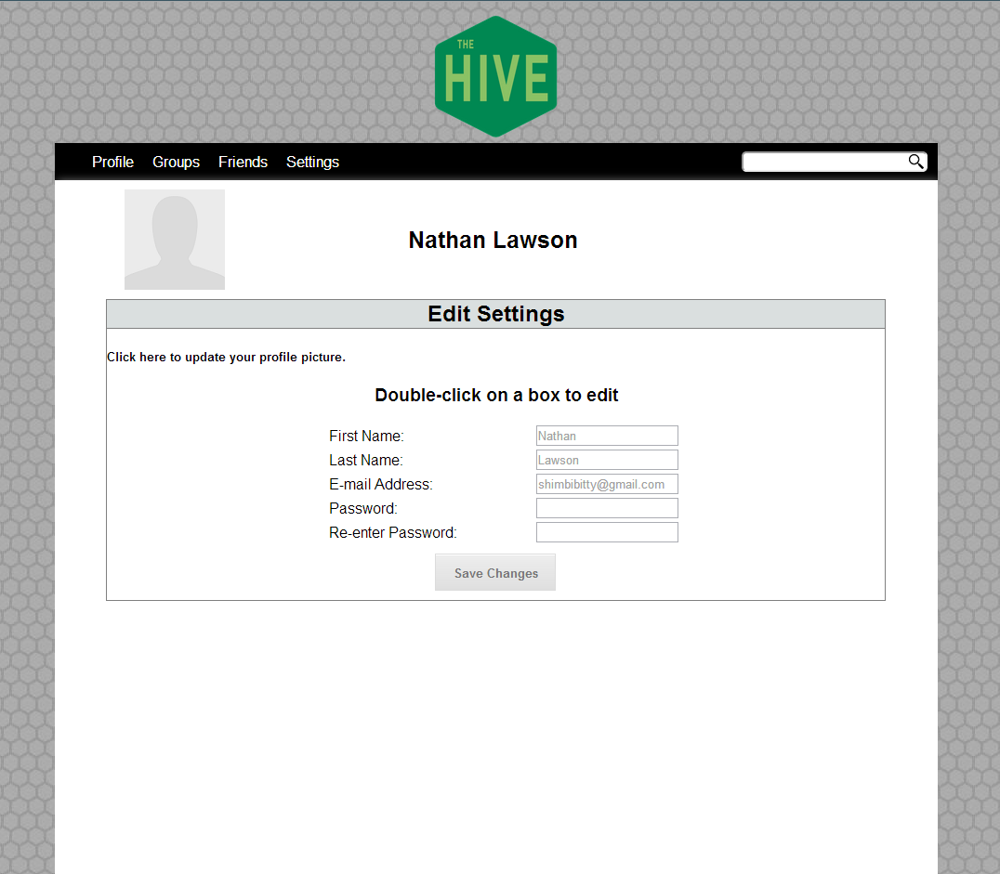 THE
HIVE
Profile Groups Friends Settings
Nathan Lawson
Edit Settings
Click here to update your profile picture.
Double-click on a box to edit
First Name: Nathan
Last Name: Lawson
E-mail Address: shimbibitty@gmail.com
Password:
Re-enter Password:
Save Changes